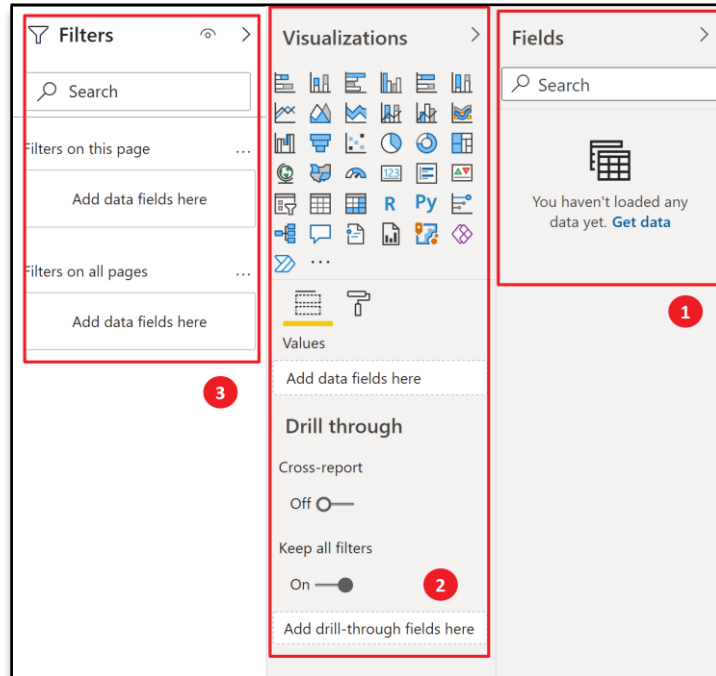 Filters
Search
Filters on this page
...
Add data fields here
Filters on all pages
...
Add data fields here
3
Visualizations
123
R Py
...
Values
Add data fields here
Drill through
Cross-report
Off
Keep all filters
On
2
Add drill-through fields here
Fields
Search
You haven't loaded any
data yet. Get data
1